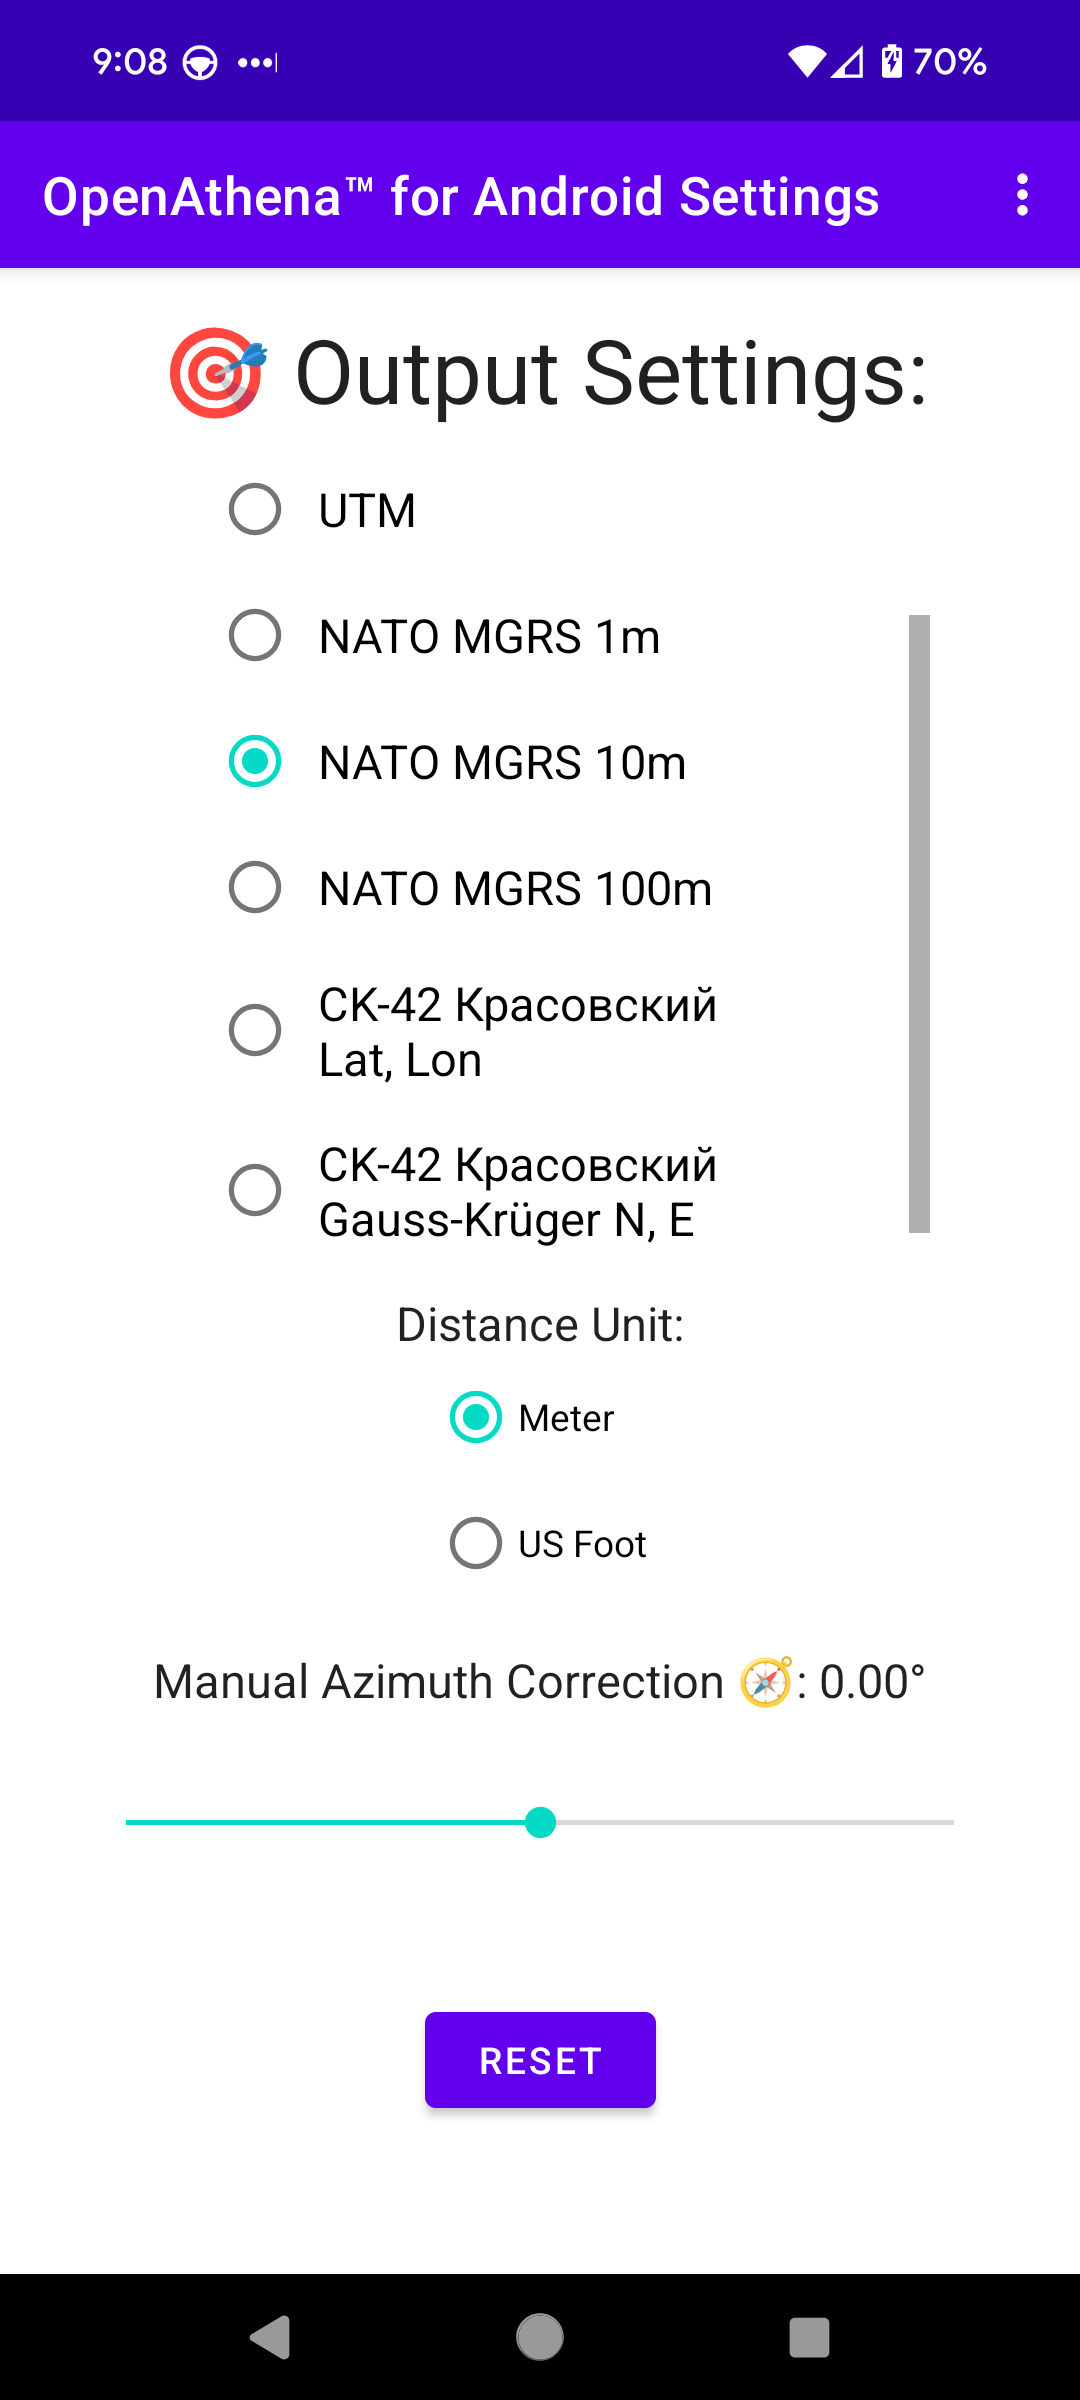 9:08
70%
OpenAthena™ for Android Settings
Output Settings:
UTM
NATO MGRS 1m
NATO MGRS 10m
NATO MGRS 100m
СК-42 Красовский
Lat, Lon
СК-42 Красовский
Gauss-Krüger N, E
Distance Unit:
Meter
US Foot
Manual Azimuth Correction 🧭: 0.00°
RESET